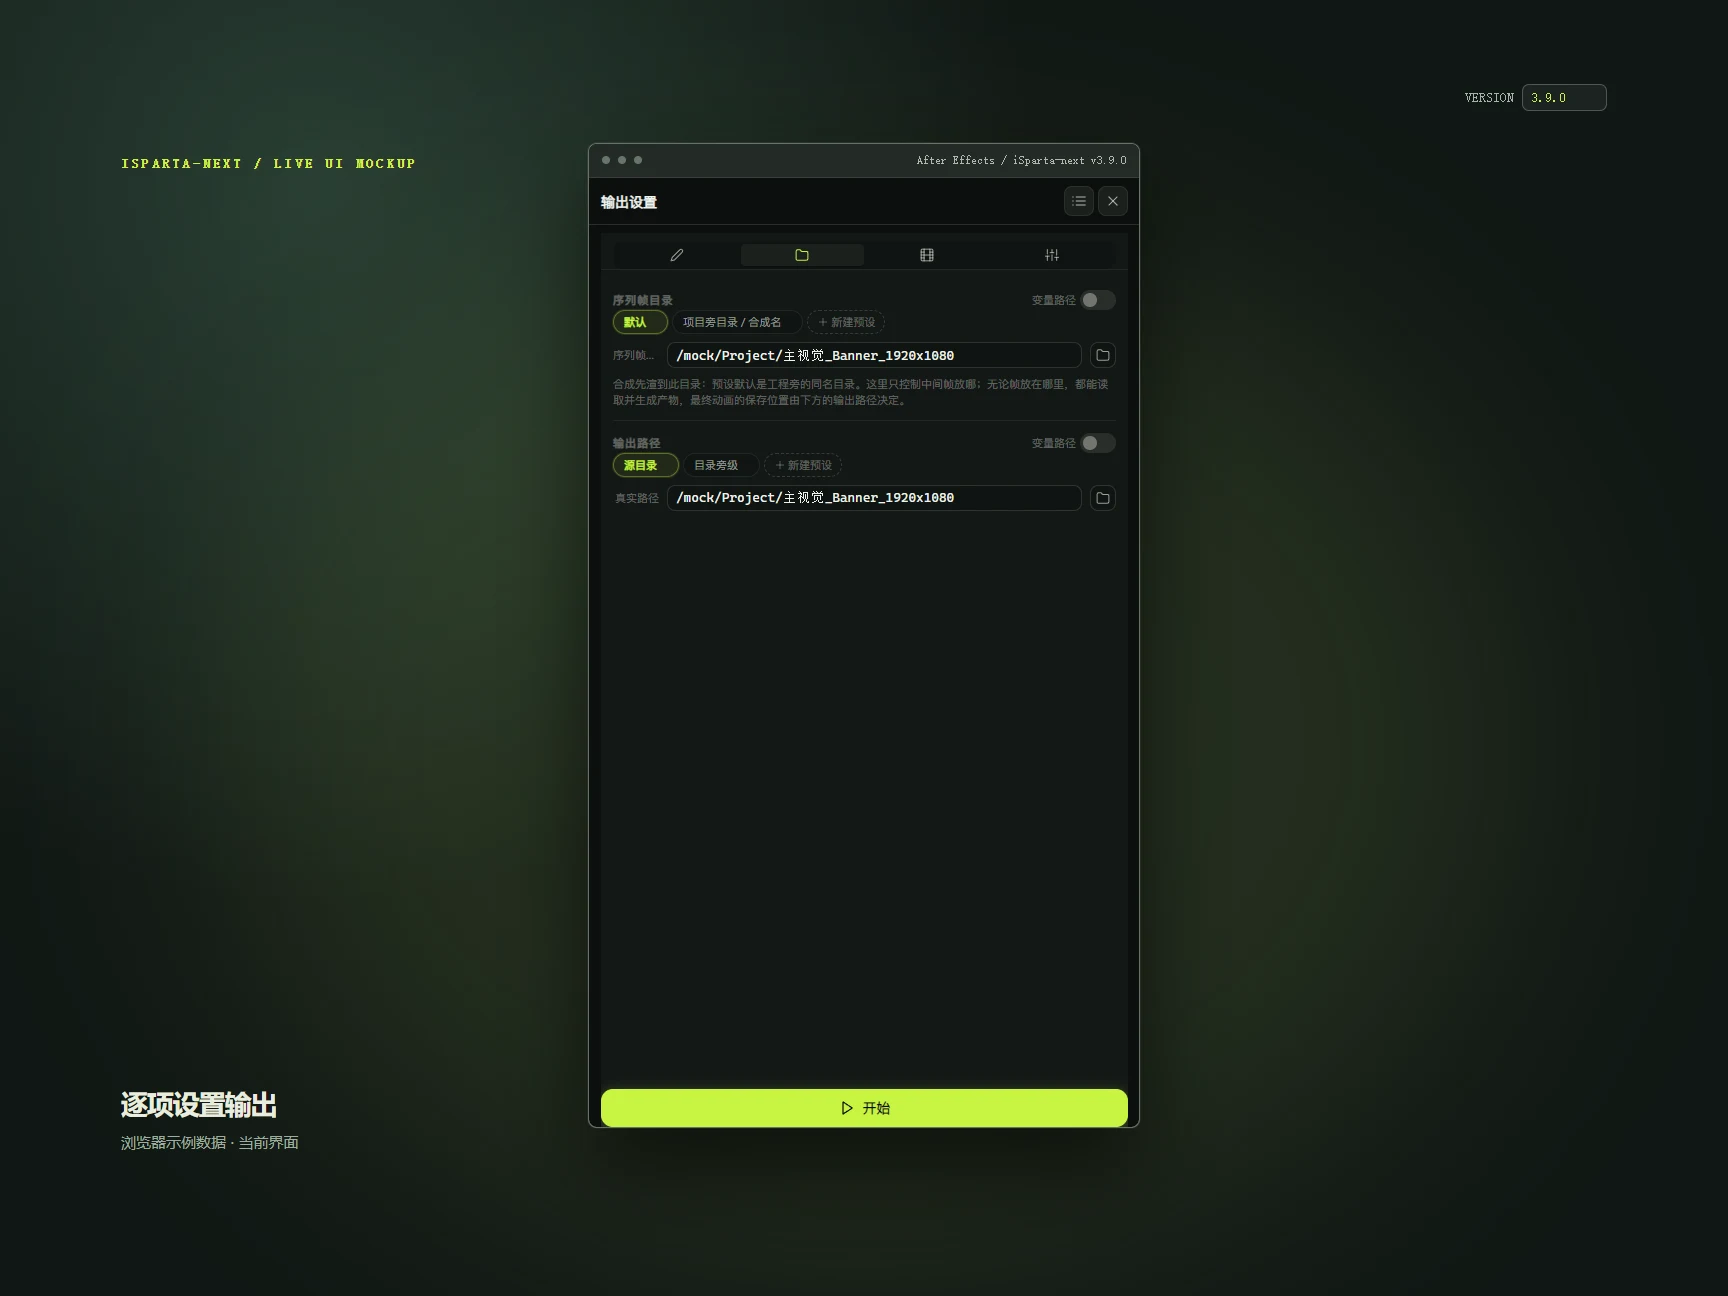 VERSION 3.9.0
ISPARTA-NEXT / LIVE UI MOCKUP
After Effects / iSparta-next v3.9.0
输出设置
序列帧目录
变量路径
默认
项目旁目录 / 合成名
+ 新建预设
序列帧...
/mock/Project/主视觉_Banner_1920x1080
合成先渲到此目录：预设默认是工程旁的同名目录。这里只控制中间帧放哪；无论帧放在哪里，都能读
取并生成产物，最终动画的保存位置由下方的输出路径决定。
输出路径
变量路径
源目录
目录旁级
+ 新建预设
真实路径
/mock/Project/主视觉_Banner_1920x1080
开始
逐项设置输出
浏览器示例数据 · 当前界面